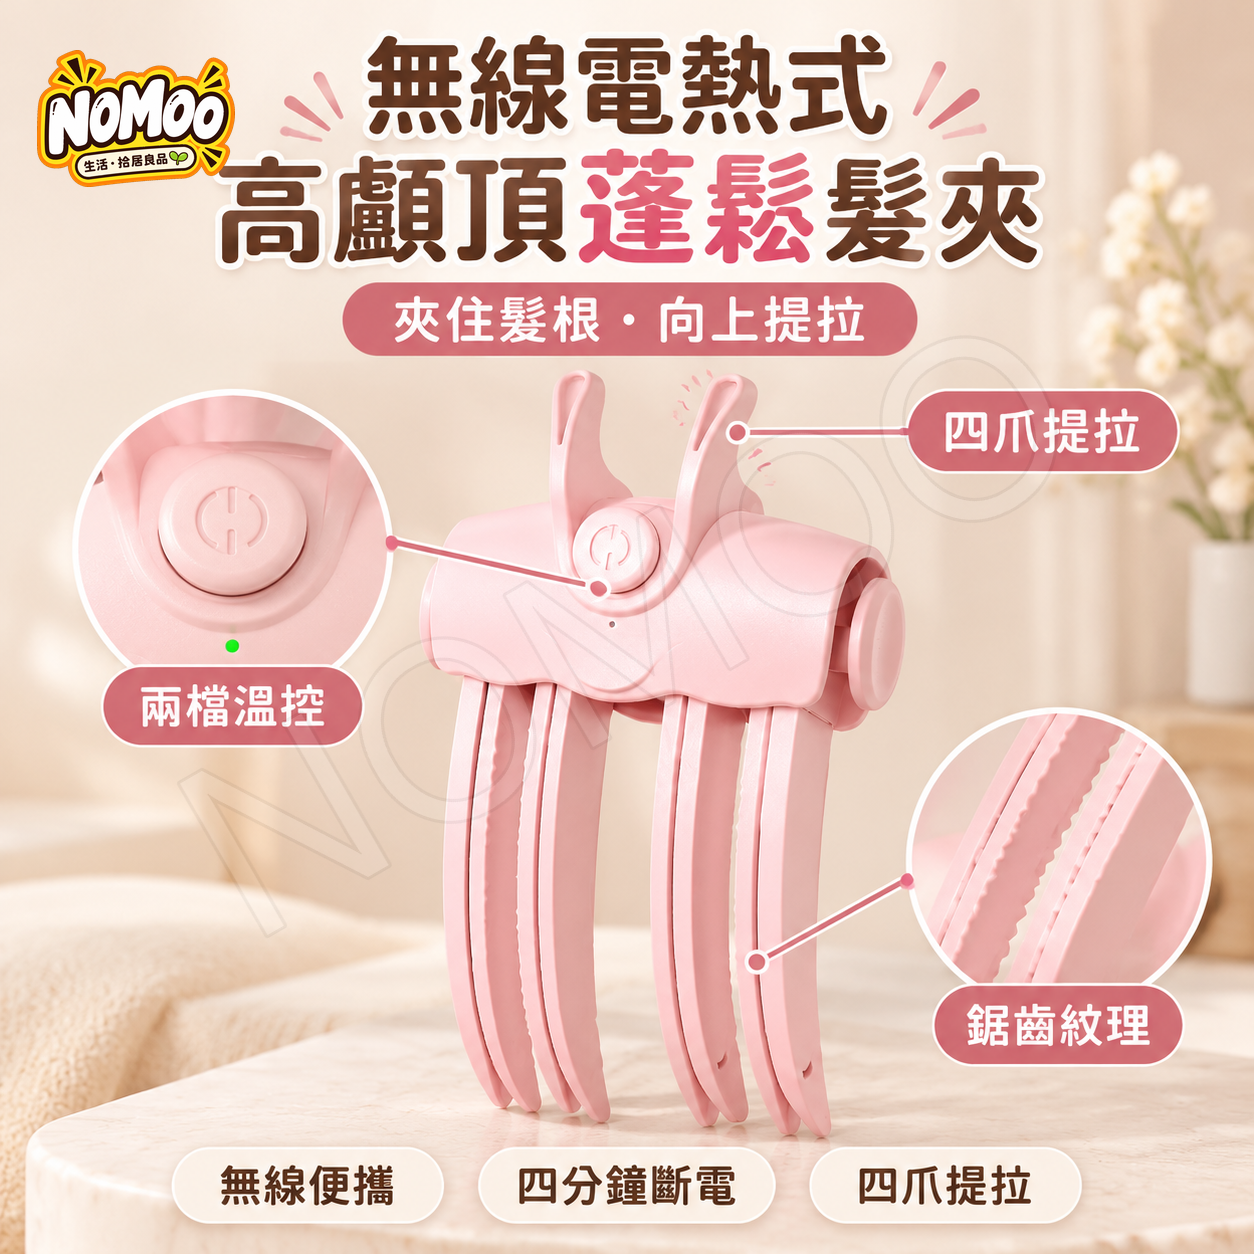 NOMOO
生活・拾居良品
無線電熱式
高顱頂蓬鬆髮夾
夾住髮根・向上提拉
四爪提拉
兩檔溫控
鋸齒紋理
NOMOO
無線便攜
四分鐘斷電
四爪提拉